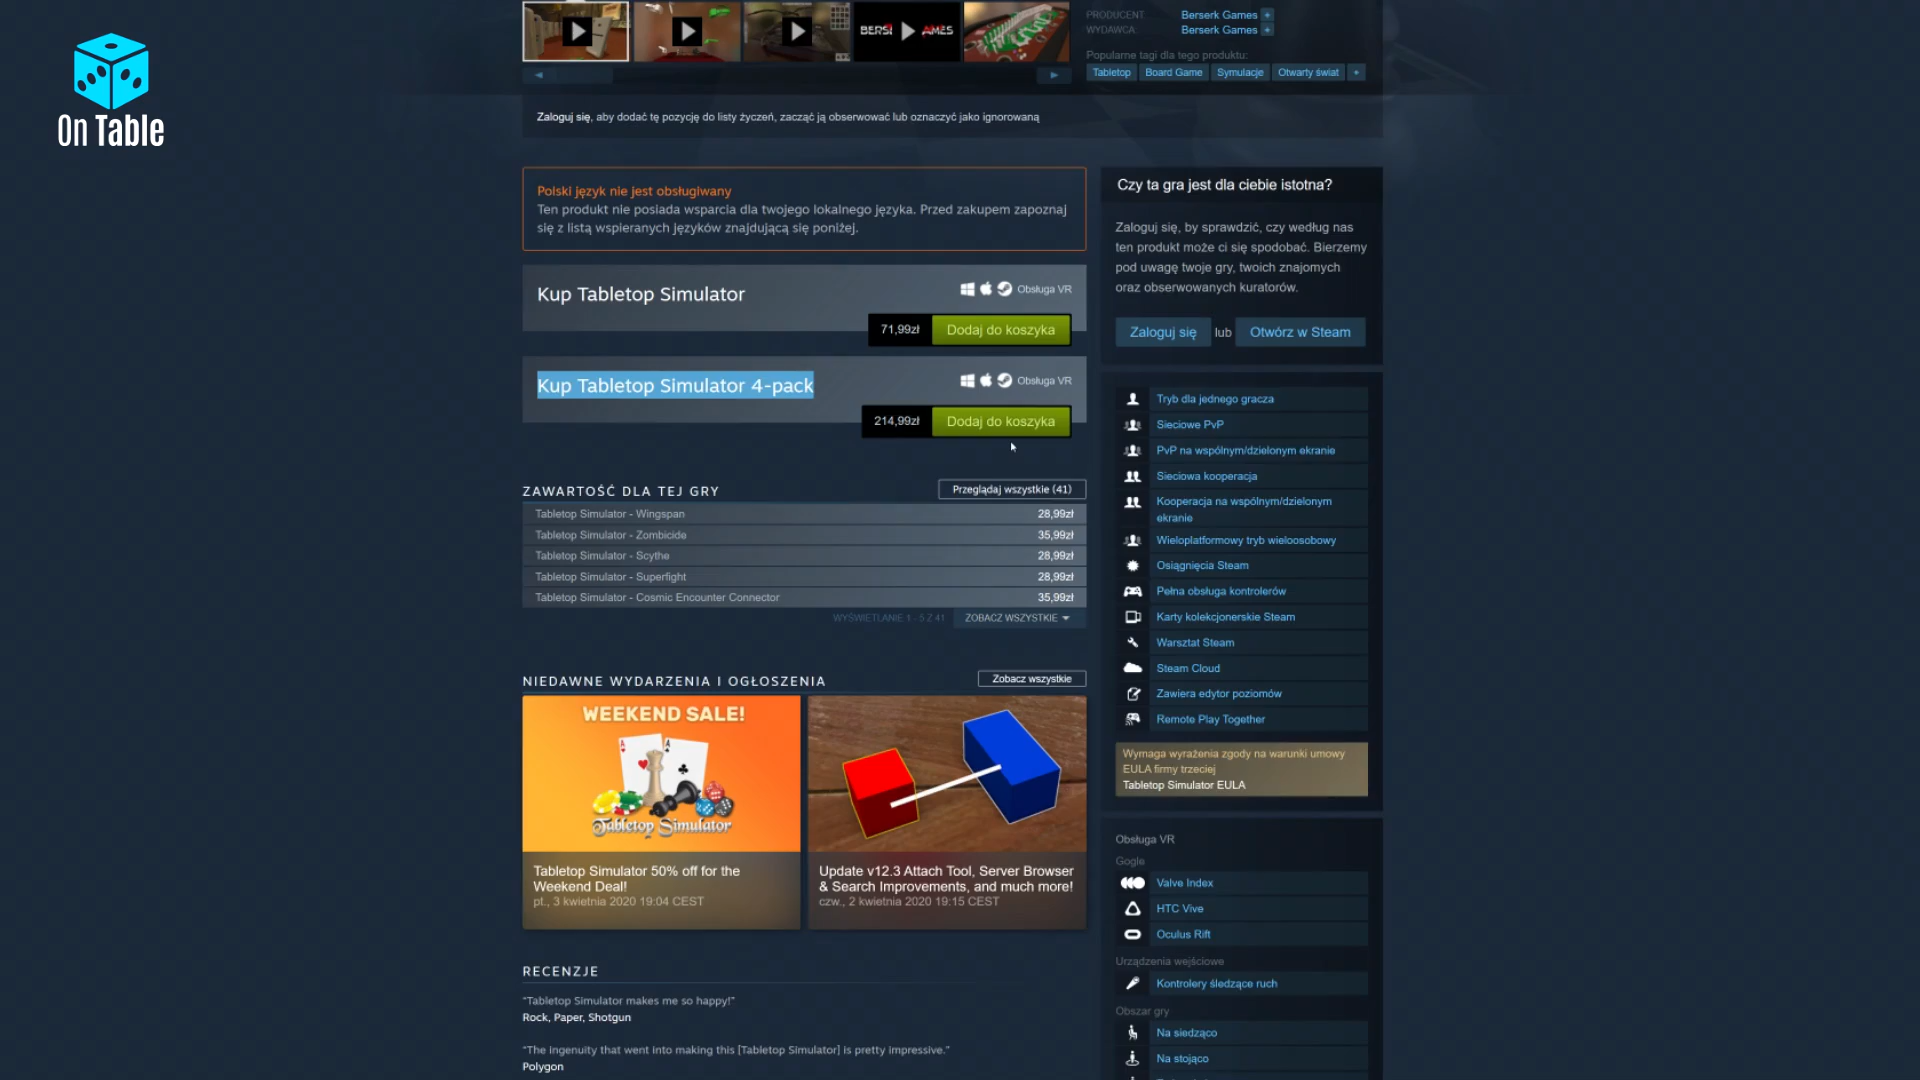 On Table
BERS
AMES
PRODUCENT
Berserk Games +
WYDAWCA
Berserk Games +
Popularne tagi dla tego produktu:
Tabletop Board Game Symulacje Otwarty świat +
Zaloguj się, aby dodać tę pozycję do listy życzeń, zacząć ją obserwować lub oznaczyć jako ignorowaną
Polski język nie jest obsługiwany
Ten produkt nie posiada wsparcia dla twojego lokalnego języka. Przed zakupem zapoznaj
się z listą wspieranych języków znajdującą się poniżej.
Kup Tabletop Simulator
Obsługa VR
71,99zł Dodaj do koszyka
Kup Tabletop Simulator 4-pack
Obsługa VR
214,99zł Dodaj do koszyka
ZAWARTOŚĆ DLA TEJ GRY
Przeglądaj wszystkie (41)
Tabletop Simulator - Wingspan 28,99zł
Tabletop Simulator - Zombicide 35,99zł
Tabletop Simulator - Scythe 28,99zł
Tabletop Simulator - Superfight 28,99zł
Tabletop Simulator - Cosmic Encounter Connector 35,99zł
WYŚWIETLANIE 1 - 5 Z 41 ZOBACZ WSZYSTKIE
NIEDAWNE WYDARZENIA I OGŁOSZENIA
Zobacz wszystkie
WEEKEND SALE!
Tabletop Simulator
Tabletop Simulator 50% off for the
Weekend Deal!
pt., 3 kwietnia 2020 19:04 CEST
Update v12.3 Attach Tool, Server Browser
& Search Improvements, and much more!
czw., 2 kwietnia 2020 19:15 CEST
RECENZJE
“Tabletop Simulator makes me so happy!”
Rock, Paper, Shotgun
“The ingenuity that went into making this [Tabletop Simulator] is pretty impressive.”
Polygon
Czy ta gra jest dla ciebie istotna?
Zaloguj się, by sprawdzić, czy według nas
ten produkt może ci się spodobać. Bierzemy
pod uwagę twoje gry, twoich znajomych
oraz obserwowanych kuratorów.
Zaloguj się lub Otwórz w Steam
Tryb dla jednego gracza
Sieciowe PvP
PvP na wspólnym/dzielonym ekranie
Sieciowa kooperacja
Kooperacja na wspólnym/dzielonym
ekranie
Wieloplatformowy tryb wieloosobowy
Osiągnięcia Steam
Pełna obsługa kontrolerów
Karty kolekcjonerskie Steam
Warsztat Steam
Steam Cloud
Zawiera edytor poziomów
Remote Play Together
Wymaga wyrażenia zgody na warunki umowy
EULA firmy trzeciej
Tabletop Simulator EULA
Obsługa VR
Gogle
Valve Index
HTC Vive
Oculus Rift
Urządzenia wejściowe
Kontrolery śledzące ruch
Obszar gry
Na siedząco
Na stojąco